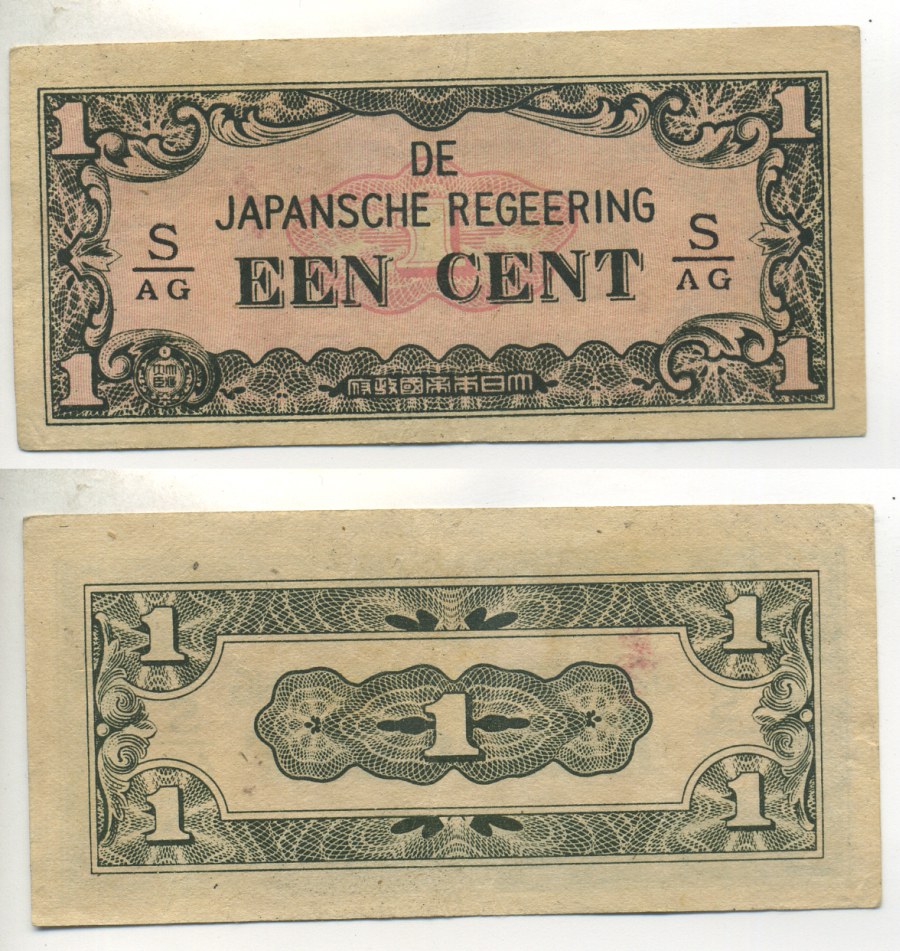 1 1
DE
JAPANSCHE REGEERING
S S
EEN CENT
AG AG
1 1
大日本帝國政府
1 1
1
1 1